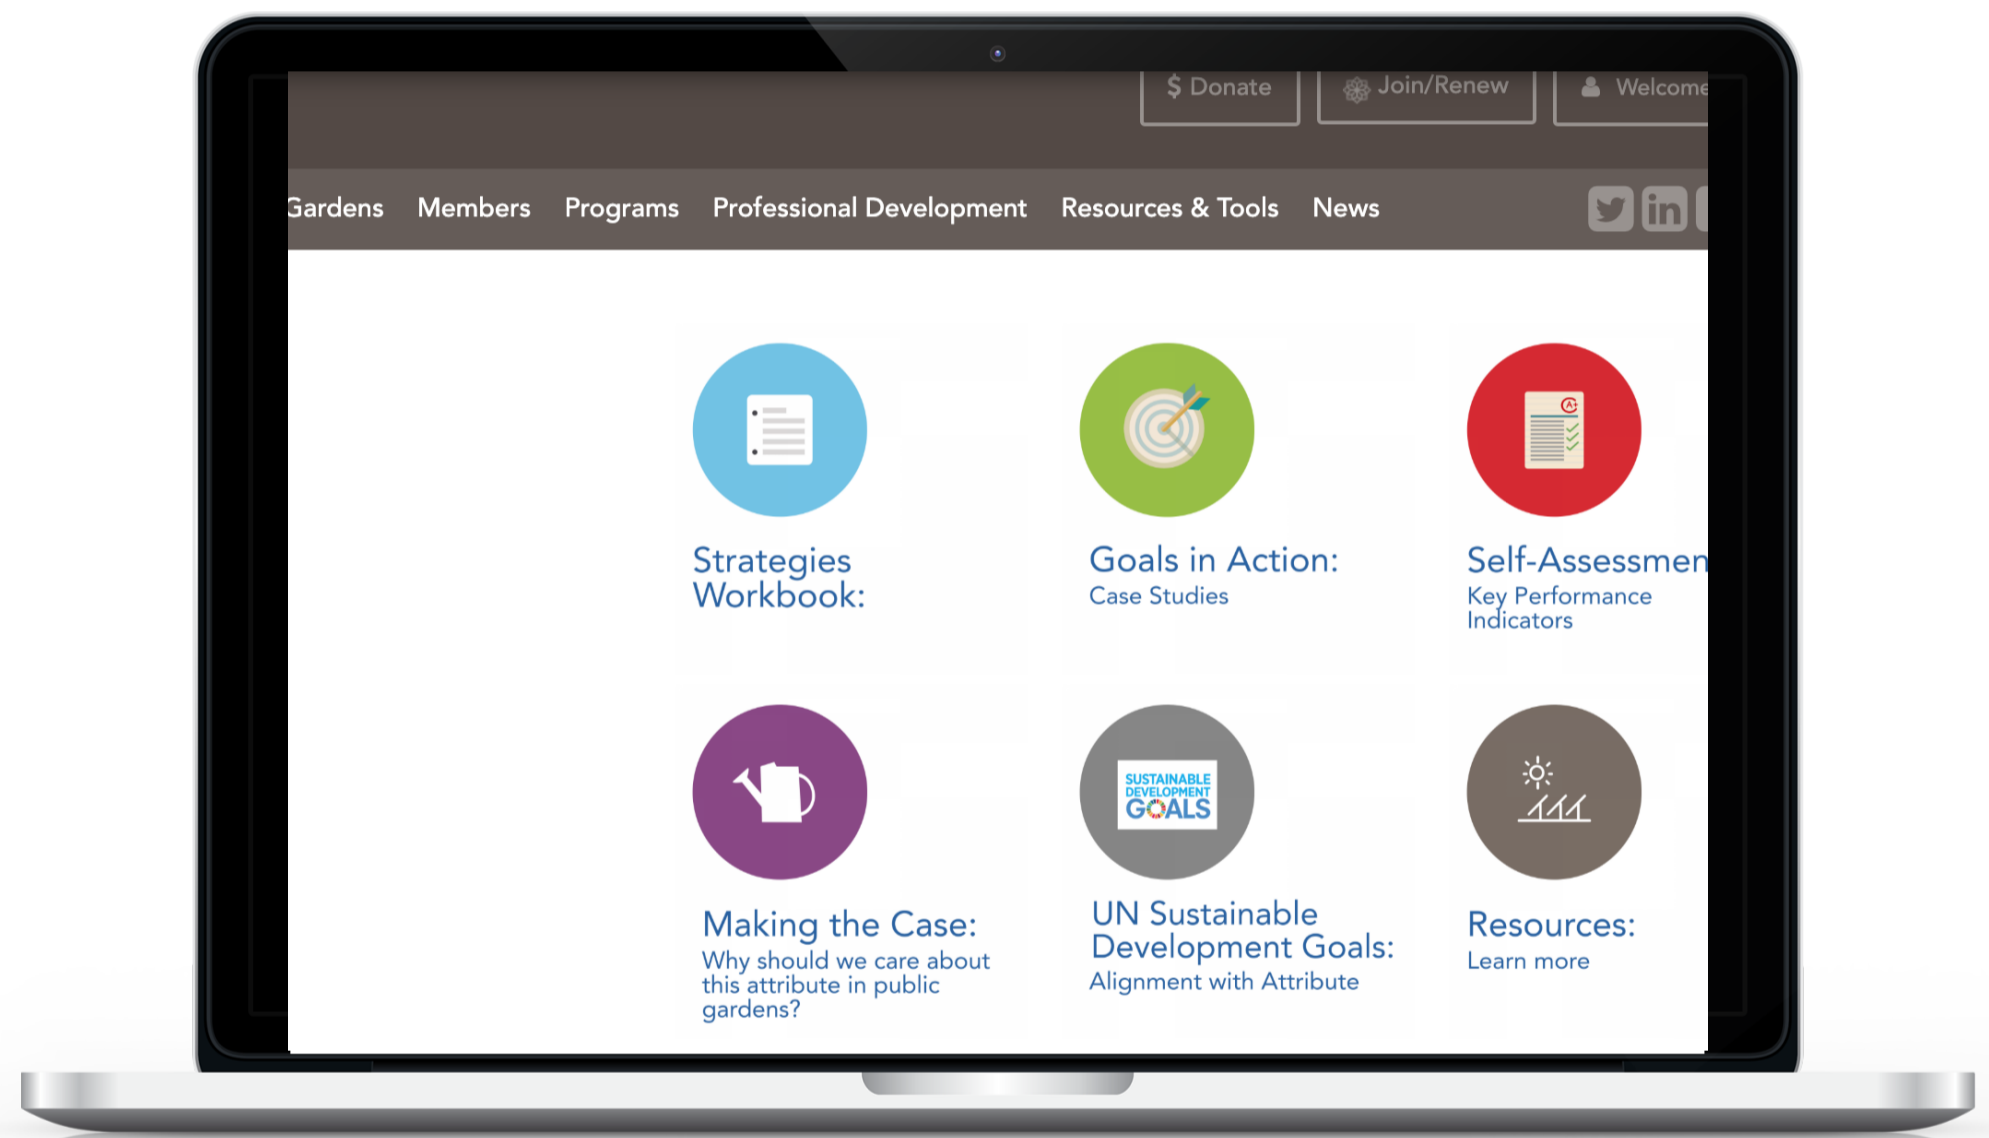 $ Donate
Join/Renew
Welcome
Gardens Members Programs Professional Development Resources & Tools News
in
A+
Strategies
Workbook:
Goals in Action:
Case Studies
Self-Assessmen
Key Performance
Indicators
SUSTAINABLE
DEVELOPMENT
GOALS
Making the Case:
Why should we care about
this attribute in public
gardens?
UN Sustainable
Development Goals:
Alignment with Attribute
Resources:
Learn more